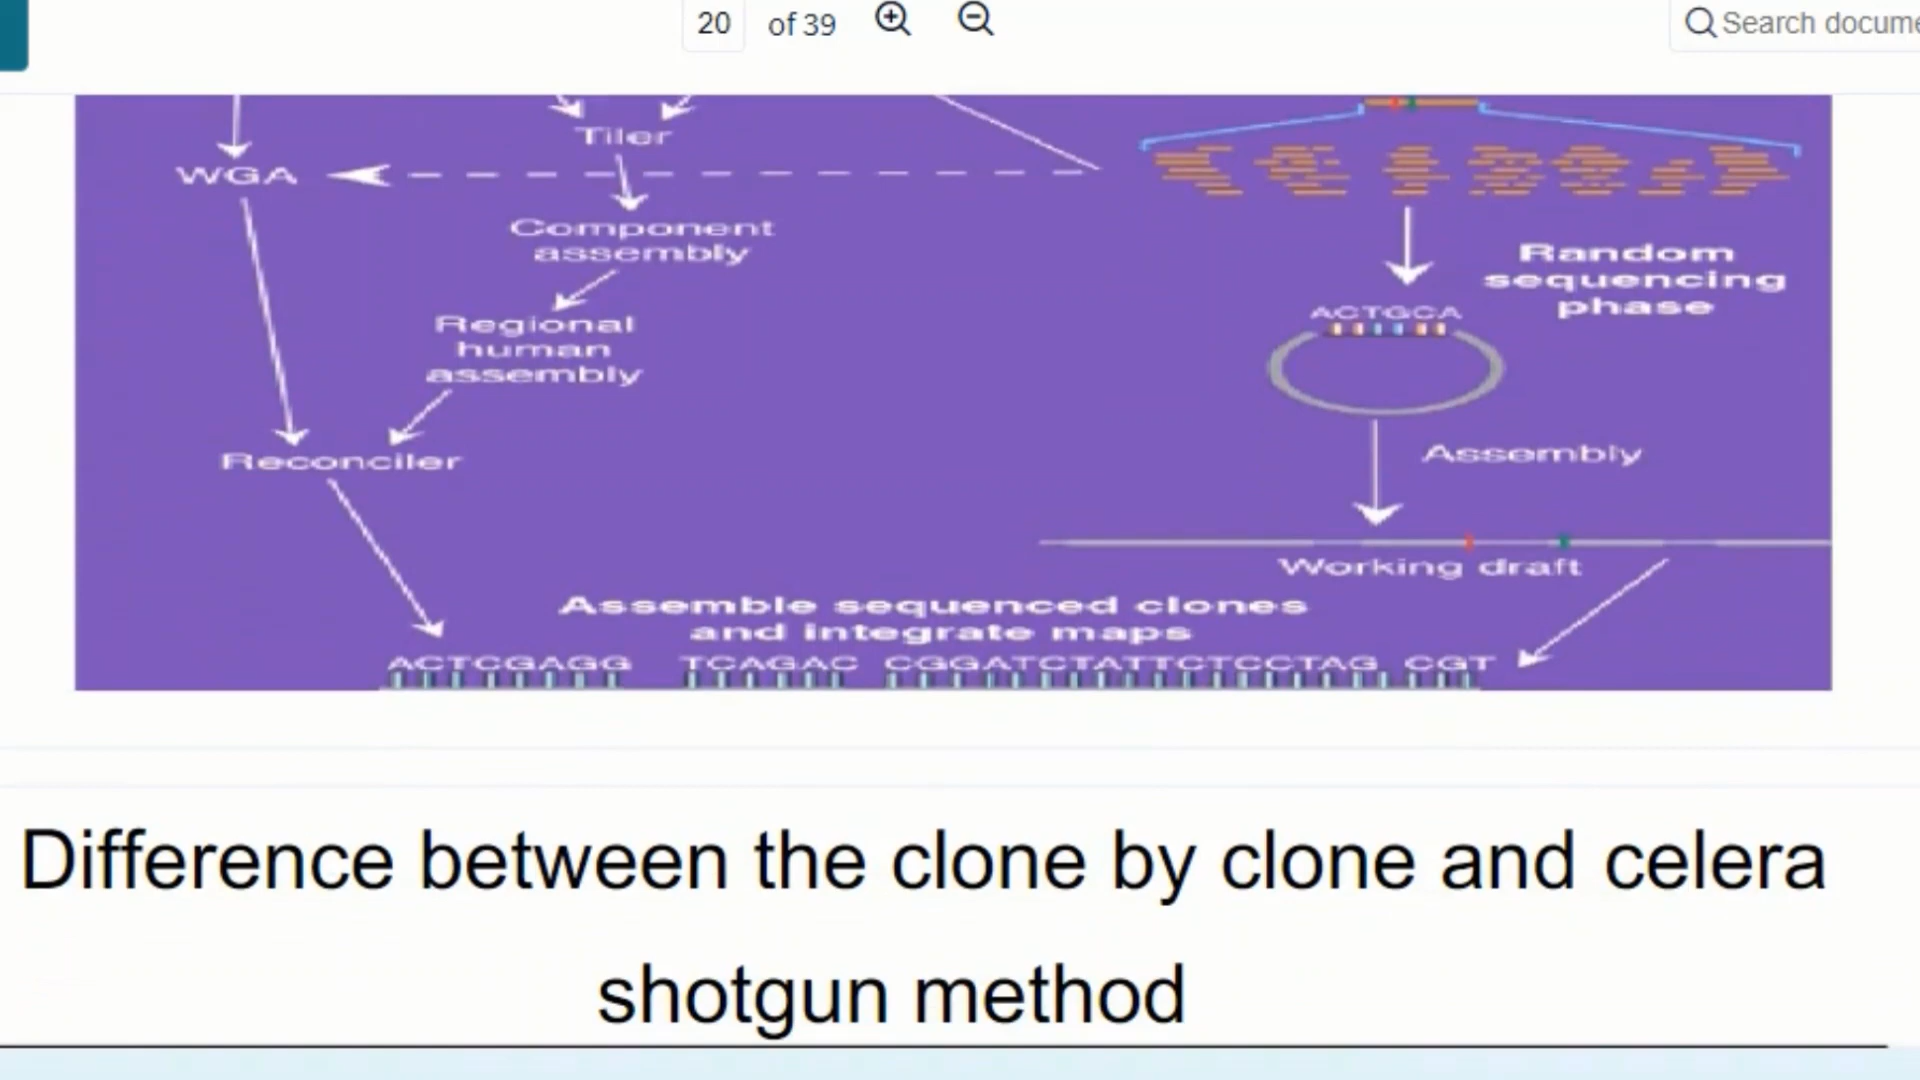 20 of 39
Search docume
Tiler
WGA
Component
assembly
Regional
human
assembly
Reconciler
Random
sequencing
phase
ACTGCA
Assembly
Working draft
Assemble sequenced clones
and integrate maps
ACTCGAGG TCAGAC CGGATCTATTCTCCTAG CGT
Difference between the clone by clone and celera
shotgun method